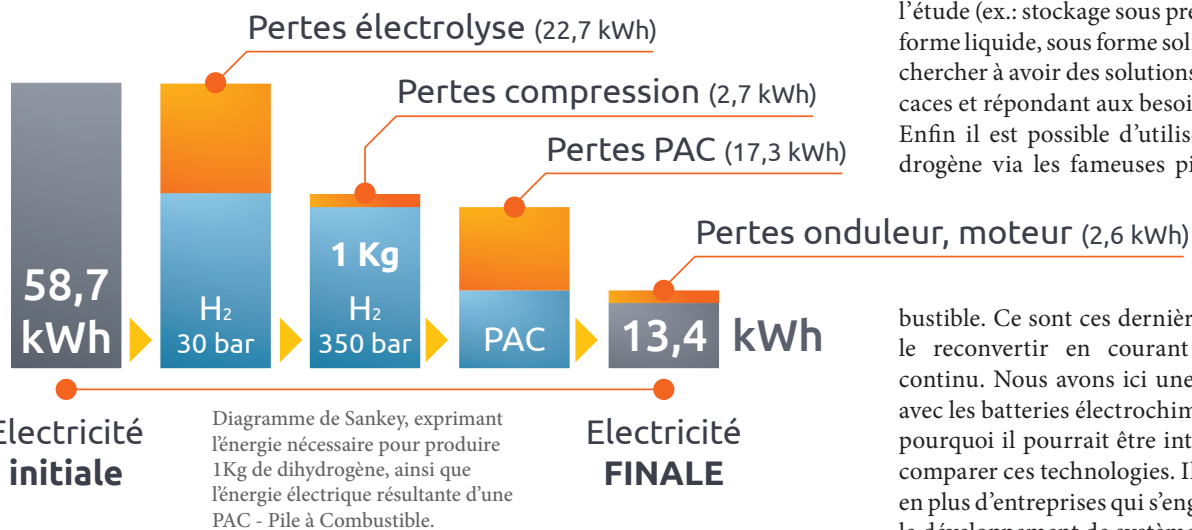 Pertes électrolyse (22,7 kWh)
Pertes compression (2,7 kWh)
Pertes PAC (17,3 kWh)
Pertes onduleur, moteur (2,6 kWh)
58,7
kWh
H2
30 bar
1 Kg
H2
350 bar
PAC
13,4 kWh
Electricité
initiale
Diagramme de Sankey, exprimant
l'énergie nécessaire pour produire
1Kg de dihydrogène, ainsi que
l'énergie électrique résultante d'une
PAC - Pile à Combustible.
Electricité
FINALE
l'étude (ex.: stockage sous pre
forme liquide, sous forme sol
chercher à avoir des solutions
caces et répondant aux besoi
Enfin il est possible d'utilis
drogène via les fameuses pi
bustible. Ce sont ces dernièr
le reconvertir en courant
continu. Nous avons ici une
avec les batteries électrochim
pourquoi il pourrait être int
comparer ces technologies. Il
en plus d'entreprises qui s'eng
le développement de système